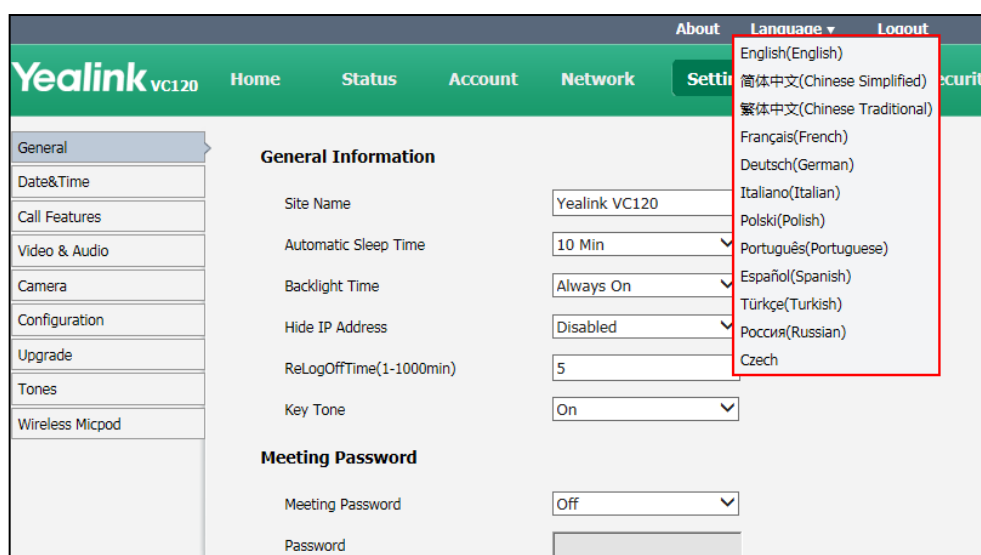 About Language ▾ Logout
Yealink VC120 Home Status Account Network
English(English)
简体中文(Chinese Simplified)
繁体中文(Chinese Traditional)
Français(French)
Deutsch(German)
Italiano(Italian)
Polski(Polish)
Português(Portuguese)
Español(Spanish)
Türkçe(Turkish)
Россия(Russian)
Czech
General
Date&Time
Call Features
Video & Audio
Camera
Configuration
Upgrade
Tones
Wireless Micpod
General Information
Site Name Yealink VC120
Automatic Sleep Time 10 Min
Backlight Time Always On
Hide IP Address Disabled
ReLogOffTime(1-1000min) 5
Key Tone On
Meeting Password
Meeting Password Off
Password